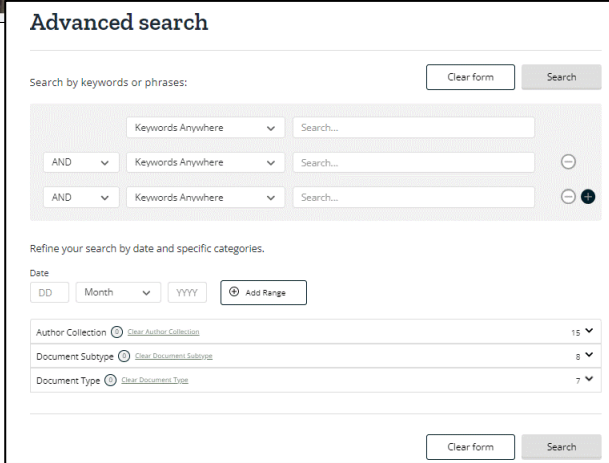 Advanced search
Search by keywords or phrases:
Clear form
Search
Keywords Anywhere
Search...
AND
Keywords Anywhere
Search...
AND
Keywords Anywhere
Search...
Refine your search by date and specific categories.
Date
DD
Month
YYYY
Add Range
Author Collection 0 Clear Author Collection 15
Document Subtype 0 Clear Document Subtype 8
Document Type 0 Clear Document Type 7
Clear form
Search